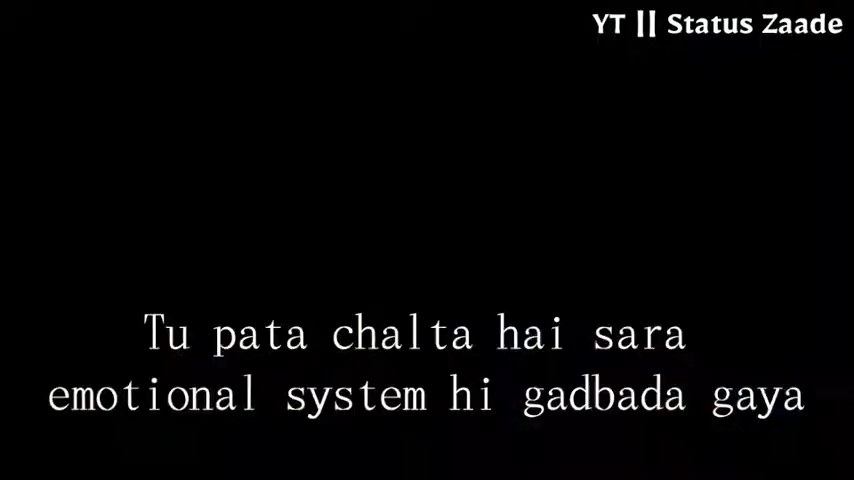 YT || Status Zaade
Tu pata chalta hai sara
emotional system hi gadbada gaya